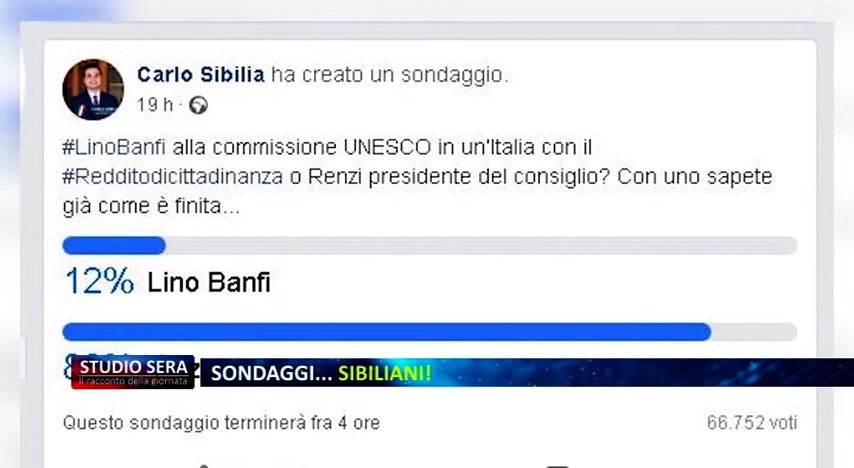 Carlo Sibilia ha creato un sondaggio.
19 h
#LinoBanfi alla commissione UNESCO in un'Italia con il
#Redditodicittadinanza o Renzi presidente del consiglio? Con uno sapete
già come è finita...
12% Lino Banfi
STUDIO SERA
il racconto della giornata
SONDAGGI... SIBILIANI!
Questo sondaggio terminerà fra 4 ore
66.752 voti